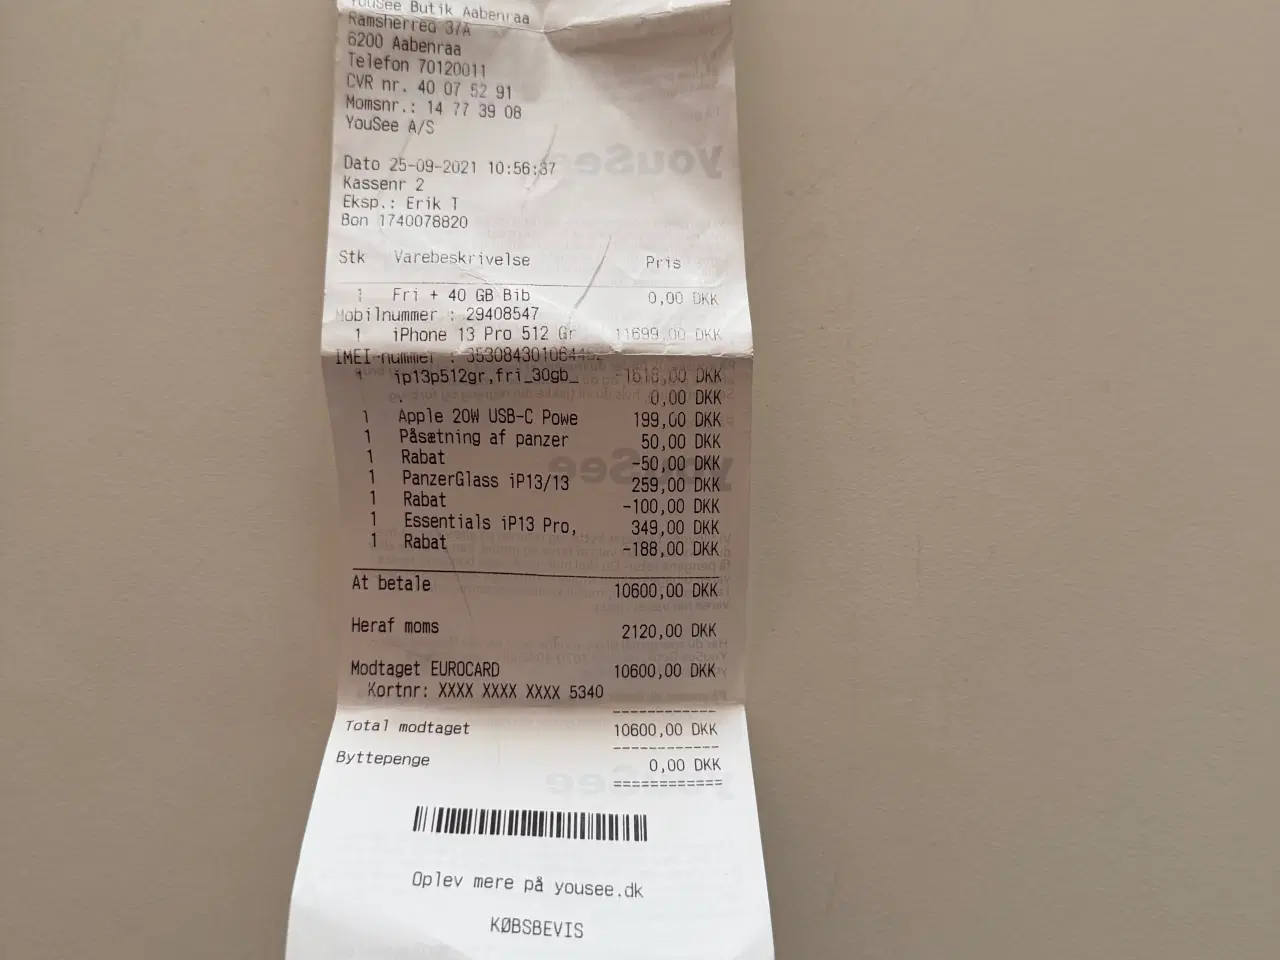 YouSee Butik Aabenraa
Ramsherred 37A
6200 Aabenraa
Telefon 70120011
CVR nr. 40 07 52 91
Momsnr.: 14 77 39 08
YouSee A/S
Dato 25-09-2021 10:56:37
Kassenr 2
Eksp.: Erik T
Bon 1740078820
Stk Varebeskrivelse Pris
1 Fri + 40 GB Bib 0,00 DKK
Mobilnummer : 29408547
1 iPhone 13 Pro 512 Gr 11699,00 DKK
IMEI-nummer :
1 ip13p512gr,fri_30gb_ -1618,00 DKK
. 0,00 DKK
1 Apple 20W USB-C Powe 199,00 DKK
1 Påsætning af panzer 50,00 DKK
1 Rabat -50,00 DKK
1 PanzerGlass iP13/13 259,00 DKK
1 Rabat -100,00 DKK
1 Essentials iP13 Pro, 349,00 DKK
1 Rabat -188,00 DKK
At betale 10600,00 DKK
Heraf moms 2120,00 DKK
Modtaget EUROCARD 10600,00 DKK
Kortnr: XXXX XXXX XXXX 5340
Total modtaget 10600,00 DKK
Byttepenge 0,00 DKK
Oplev mere på yousee.dk
KØBSBEVIS